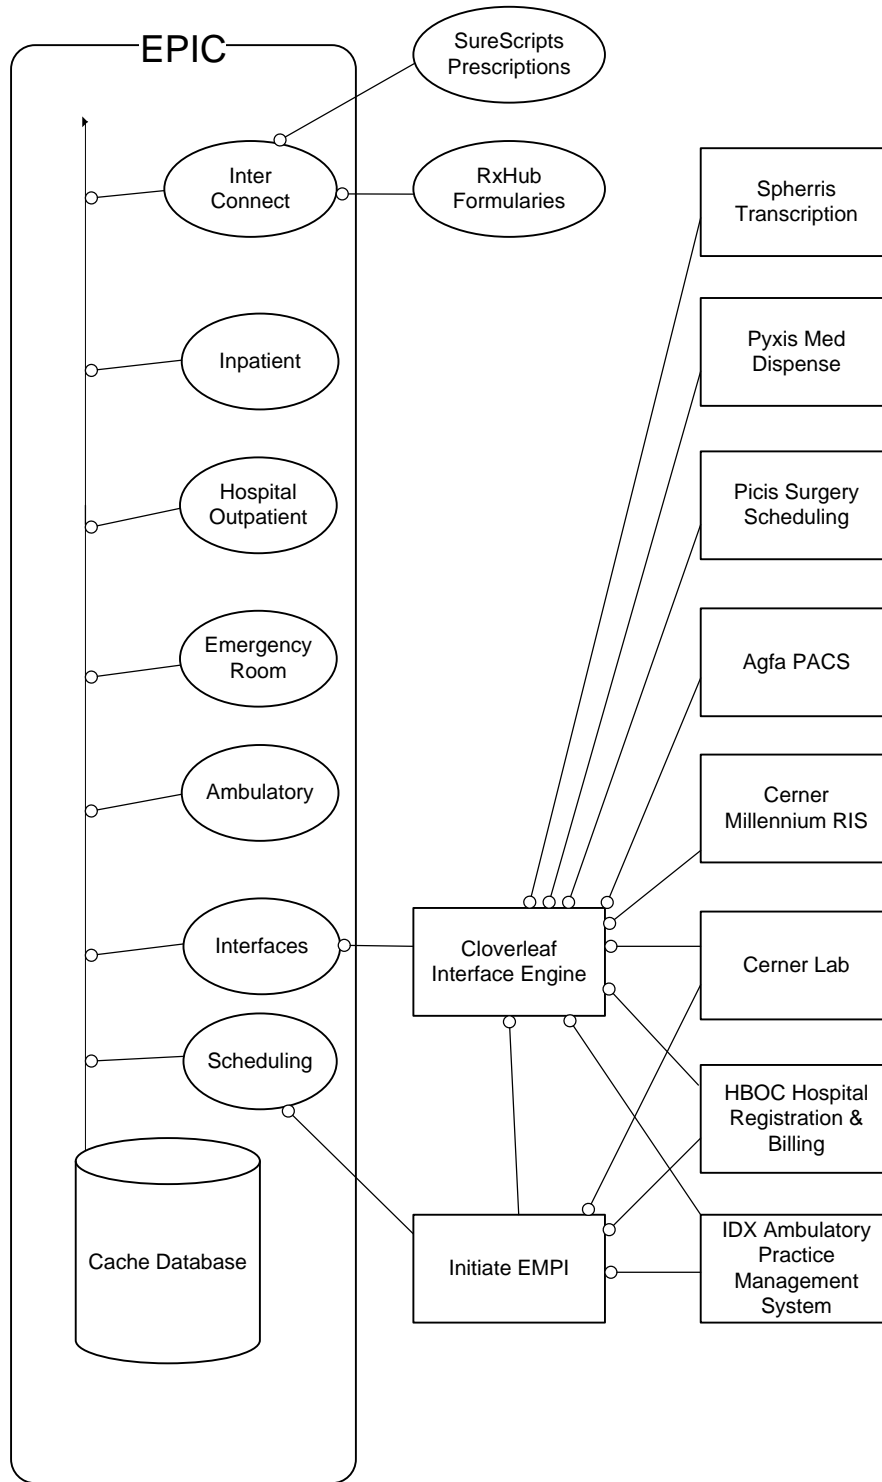 EPIC
SureScripts
Prescriptions
Inter
Connect
RxHub
Formularies
Spherris
Transcription
Inpatient
Pyxis Med
Dispense
Hospital
Outpatient
Picis Surgery
Scheduling
Emergency
Room
Agfa PACS
Ambulatory
Cerner
Millennium RIS
Interfaces
Cloverleaf
Interface Engine
Cerner Lab
Scheduling
HBOC Hospital
Registration &
Billing
Cache Database
Initiate EMPI
IDX Ambulatory
Practice
Management
System